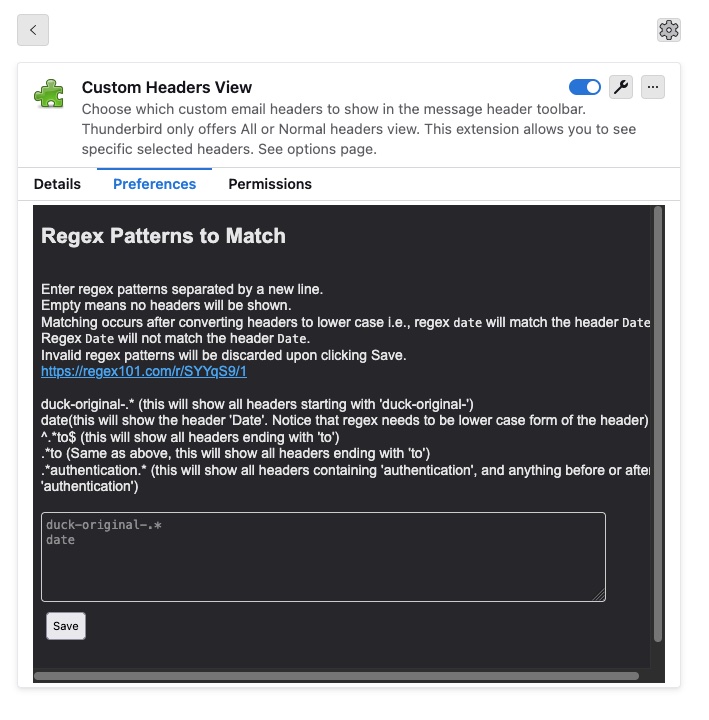 Custom Headers View
Choose which custom email headers to show in the message header toolbar.
Thunderbird only offers All or Normal headers view. This extension allows you to see
specific selected headers. See options page.
Details Preferences Permissions
Regex Patterns to Match
Enter regex patterns separated by a new line.
Empty means no headers will be shown.
Matching occurs after converting headers to lower case i.e., regex date will match the header Date
Regex Date will not match the header Date.
Invalid regex patterns will be discarded upon clicking Save.
https://regex101.com/r/SYYqS9/1
duck-original-.* (this will show all headers starting with 'duck-original-')
date(this will show the header 'Date'. Notice that regex needs to be lower case form of the header)
^.*to$ (this will show all headers ending with 'to')
.*to (Same as above, this will show all headers ending with 'to')
.*authentication.* (this will show all headers containing 'authentication', and anything before or after
'authentication')
duck-original-.*
date
Save